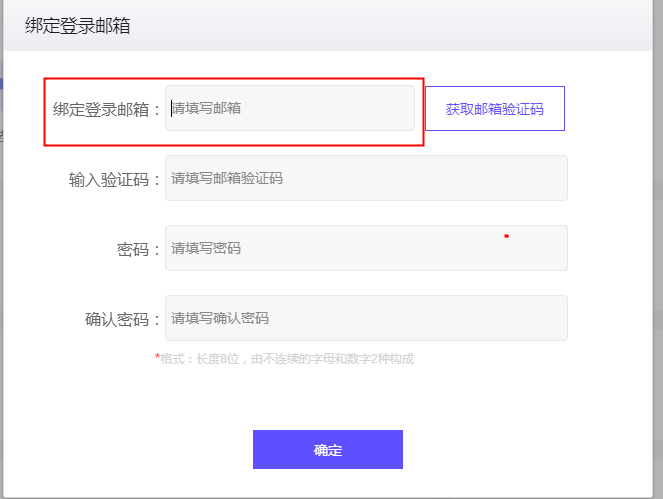 绑定登录邮箱
绑定登录邮箱： 请填写邮箱 获取邮箱验证码
输入验证码： 请填写邮箱验证码
密码： 请填写密码
确认密码： 请填写确认密码
*格式：长度8位，由不连续的字母和数字2种构成
确定